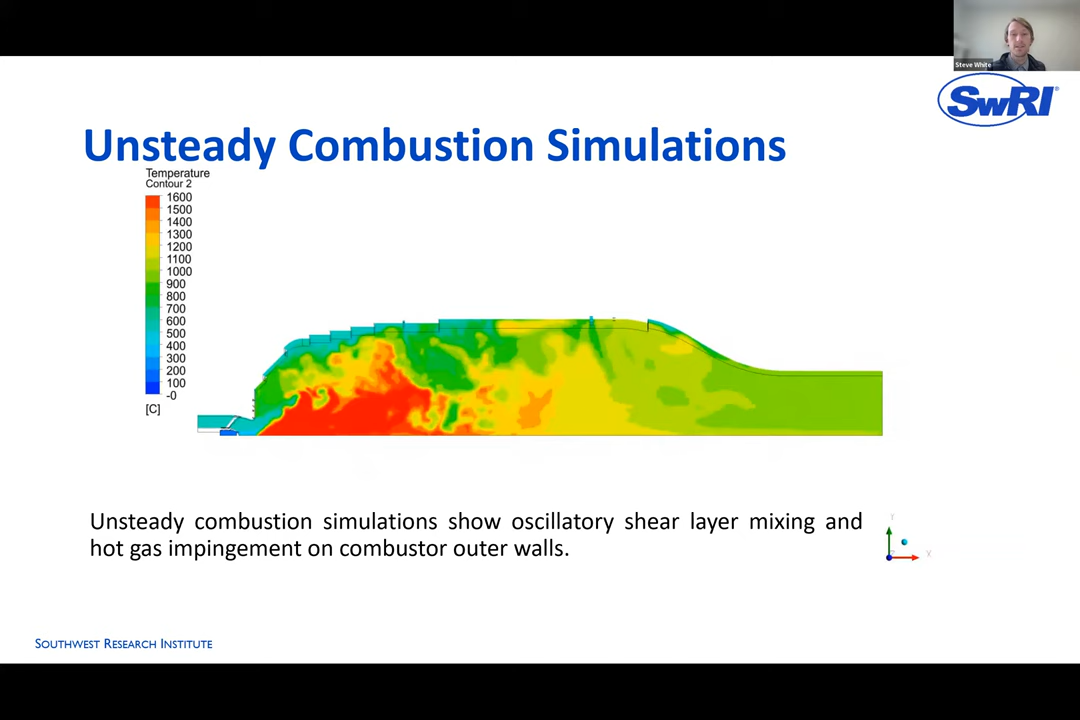 Steve White
SwRI®
Unsteady Combustion Simulations
Temperature
Contour 2
1600
1500
1400
1300
1200
1100
1000
900
800
700
600
500
400
300
200
100
-0
[C]
Unsteady combustion simulations show oscillatory shear layer mixing and
hot gas impingement on combustor outer walls.
Y
Z
X
SOUTHWEST RESEARCH INSTITUTE